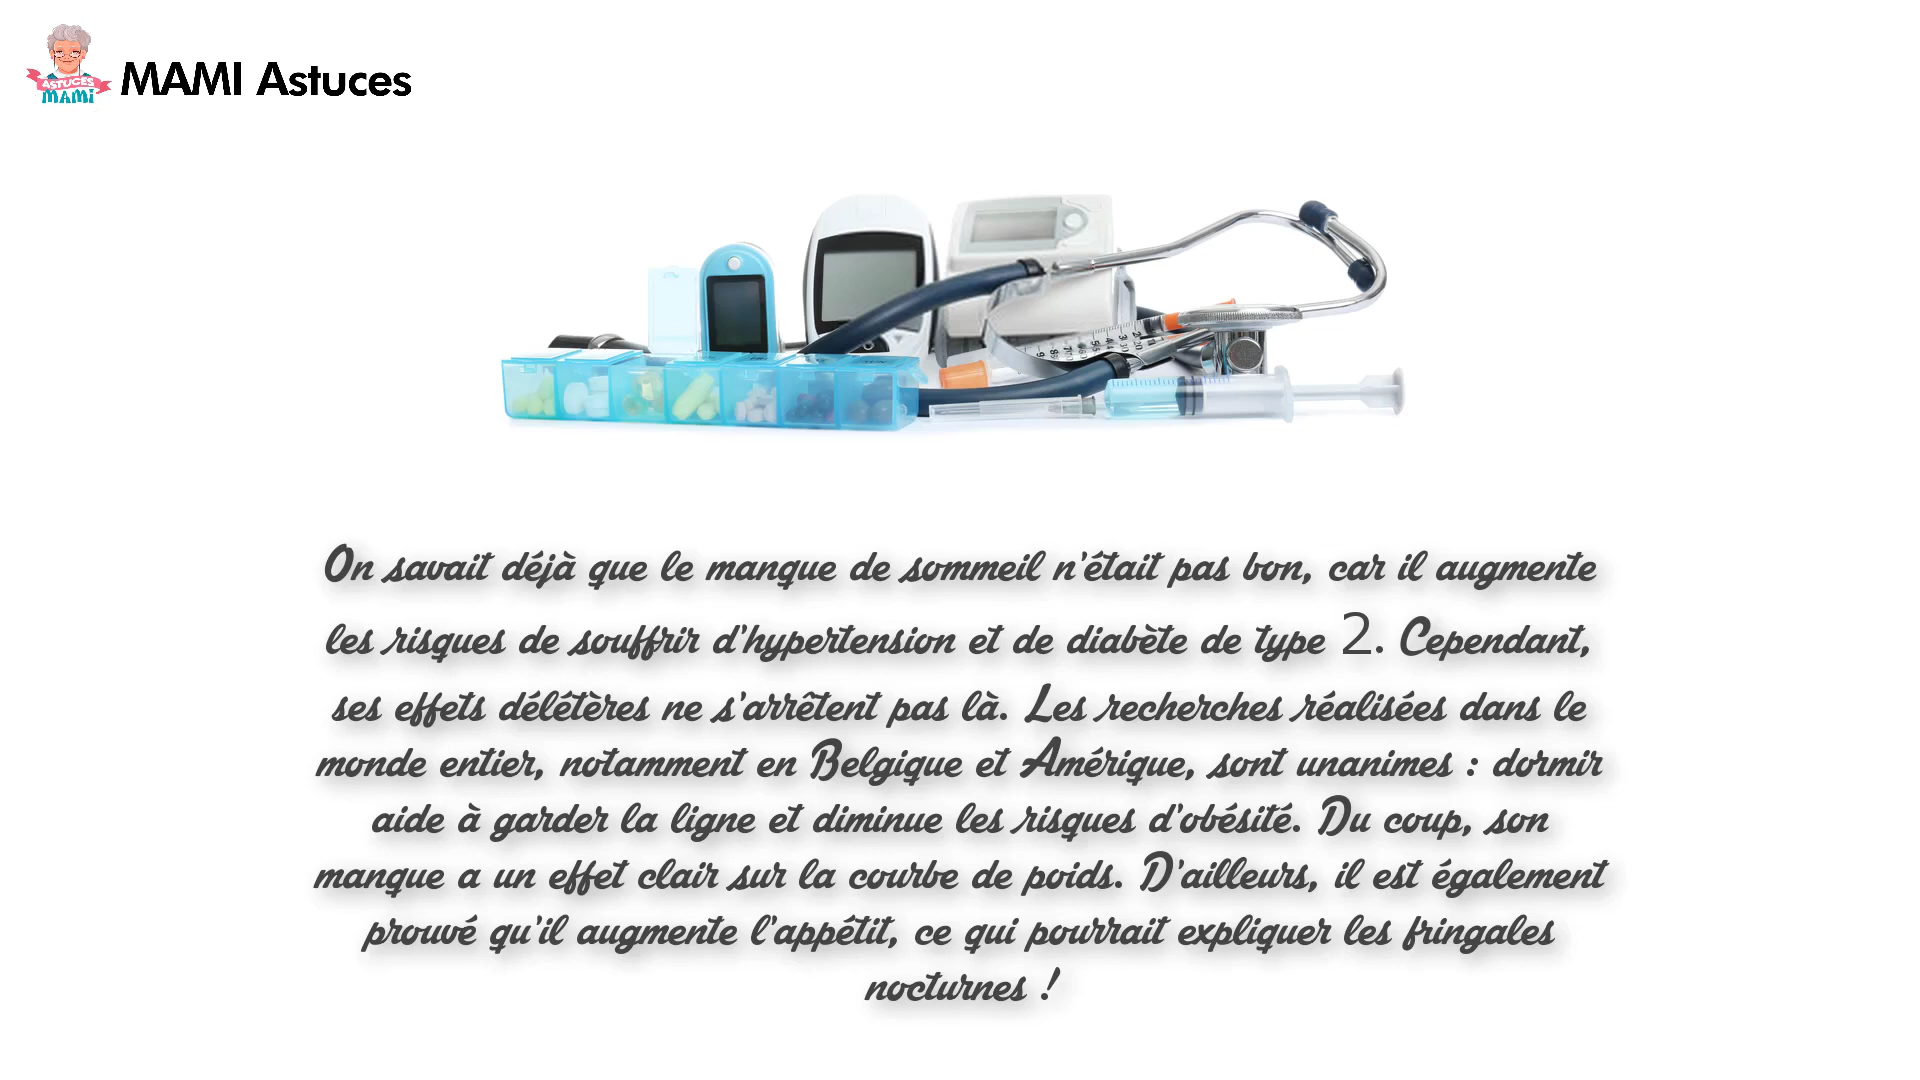 ASTUCES
MAMI
MAMI Astuces
On savait déjà que le manque de sommeil n'était pas bon, car il augmente
les risques de souffrir d'hypertension et de diabète de type 2. Cependant,
ses effets délétères ne s'arrêtent pas là. Les recherches réalisées dans le
monde entier, notamment en Belgique et Amérique, sont unanimes : dormir
aide à garder la ligne et diminue les risques d'obésité. Du coup, son
manque a un effet clair sur la courbe de poids. D'ailleurs, il est également
prouvé qu'il augmente l'appétit, ce qui pourrait expliquer les fringales
nocturnes !